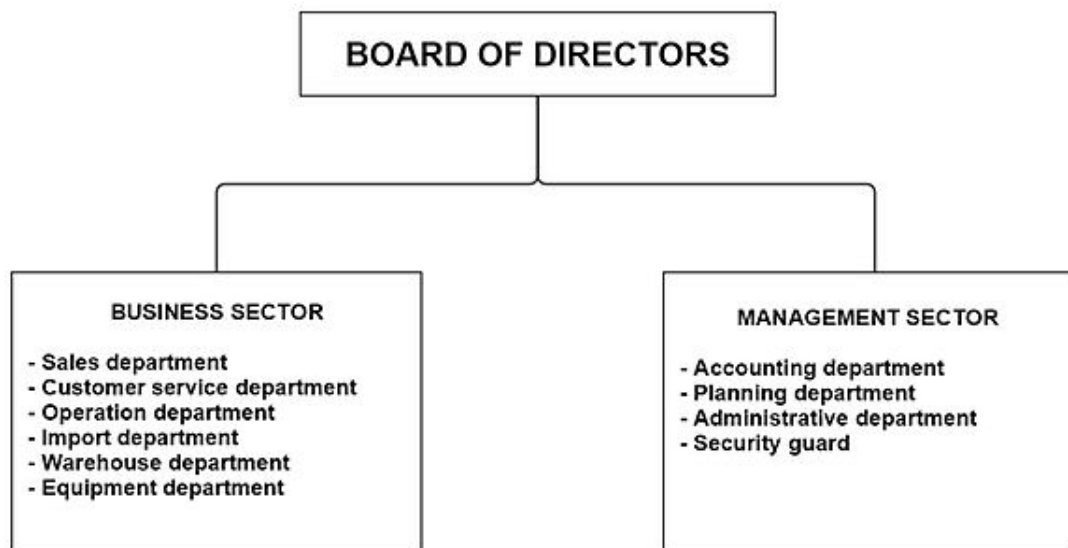 BOARD OF DIRECTORS
BUSINESS SECTOR
- Sales department
- Customer service department
- Operation department
- Import department
- Warehouse department
- Equipment department
MANAGEMENT SECTOR
- Accounting department
- Planning department
- Administrative department
- Security guard